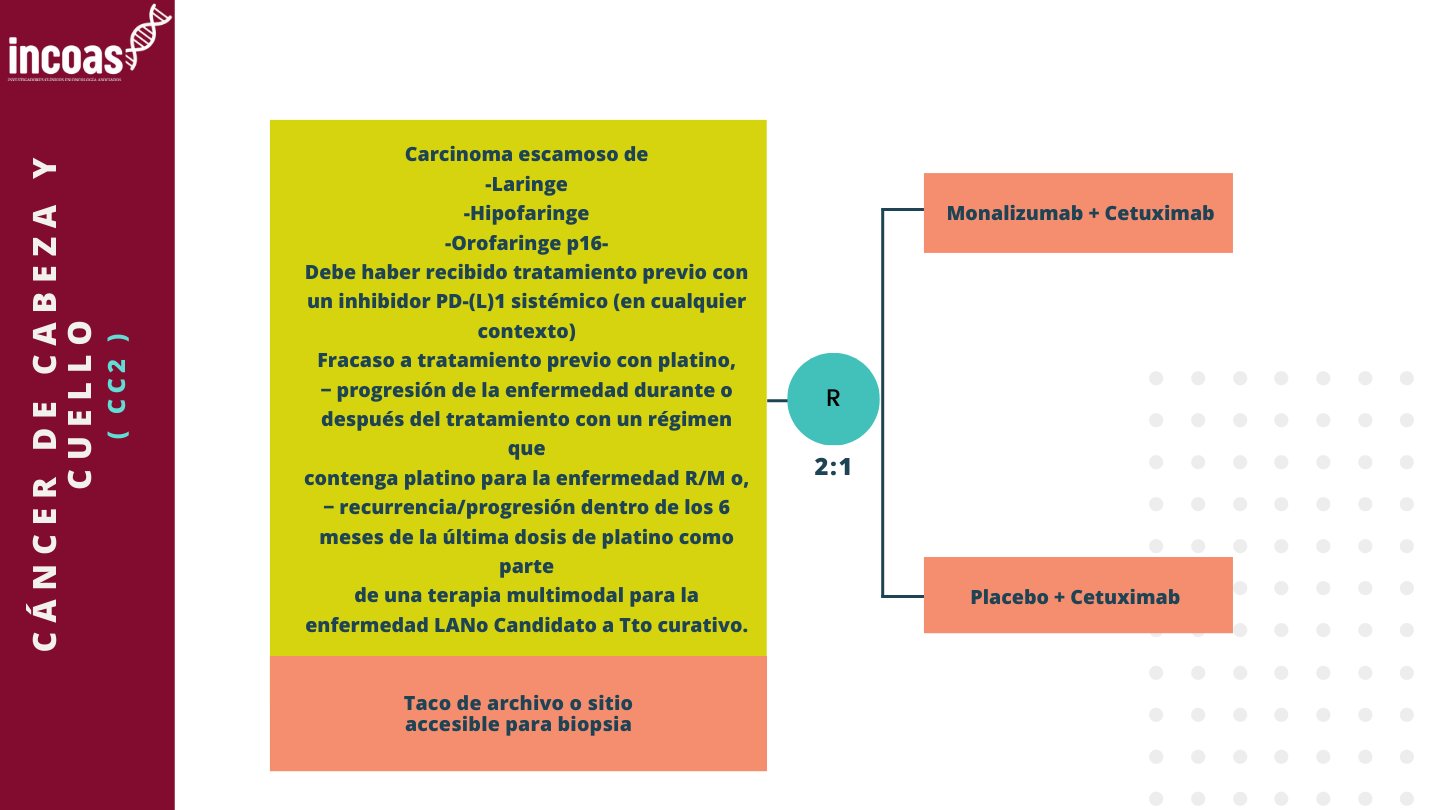 incoas
INVESTIGADORES CLÍNICOS EN ONCOLOGÍA ASOCIADOS
CÁNCER DE CABEZA Y
CUELLO
( CC2 )
Carcinoma escamoso de
-Laringe
-Hipofaringe
-Orofaringe p16-
Debe haber recibido tratamiento previo con
un inhibidor PD-(L)1 sistémico (en cualquier
contexto)
Fracaso a tratamiento previo con platino,
– progresión de la enfermedad durante o
después del tratamiento con un régimen
que
contenga platino para la enfermedad R/M o,
– recurrencia/progresión dentro de los 6
meses de la última dosis de platino como
parte
de una terapia multimodal para la
enfermedad LANo Candidato a Tto curativo.
Taco de archivo o sitio
accesible para biopsia
R
2:1
Monalizumab + Cetuximab
Placebo + Cetuximab